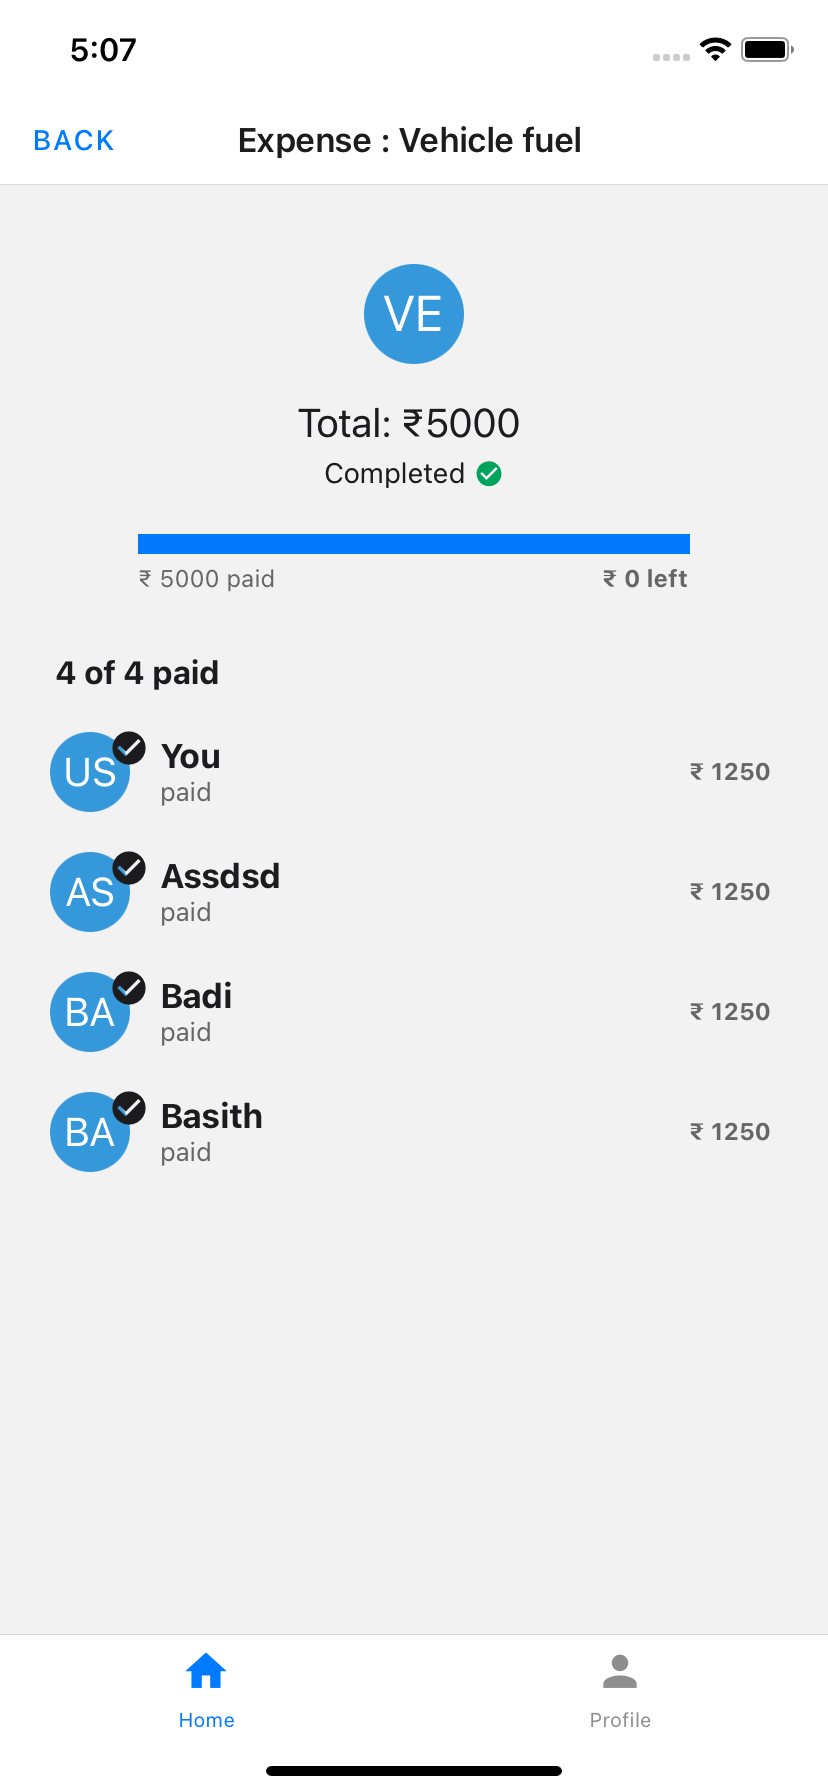 5:07
BACK
Expense : Vehicle fuel
VE
Total: ₹5000
Completed
₹ 5000 paid
₹ 0 left
4 of 4 paid
US
You
paid
₹ 1250
AS
Assdsd
paid
₹ 1250
BA
Badi
paid
₹ 1250
BA
Basith
paid
₹ 1250
Home
Profile